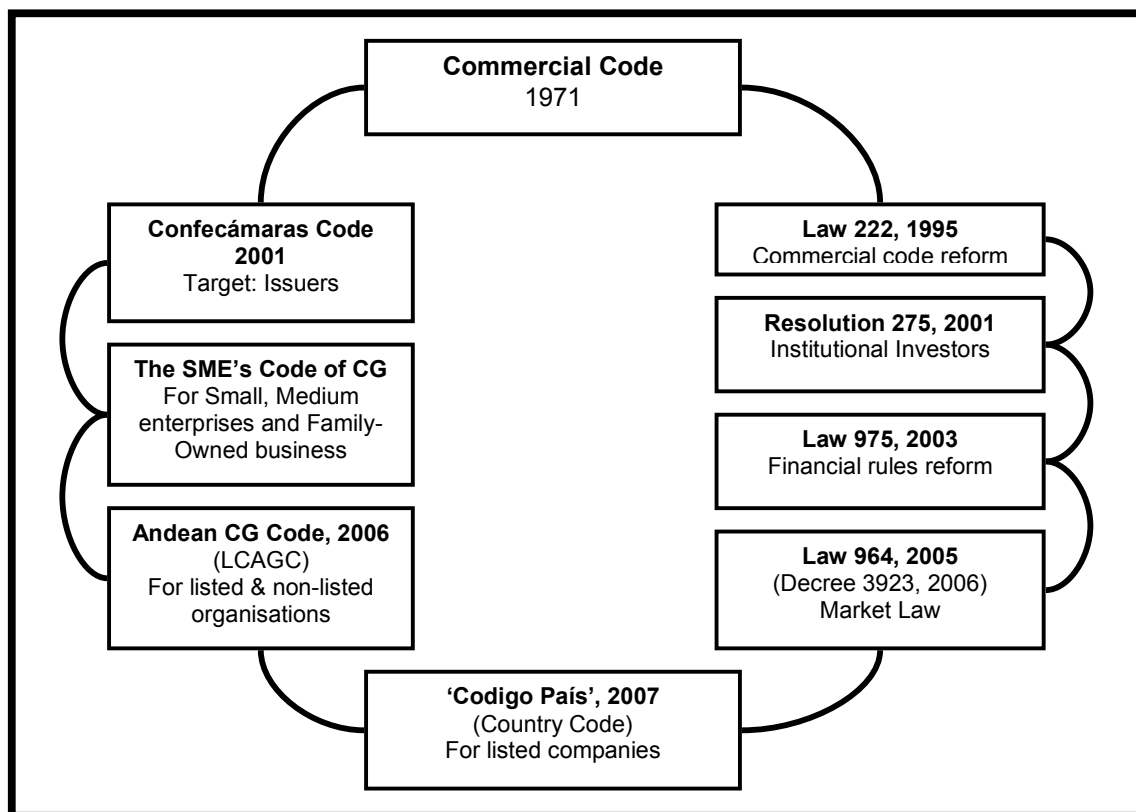 Commercial Code
1971
Confecámaras Code
2001
Target: Issuers
The SME's Code of CG
For Small, Medium
enterprises and Family-
Owned business
Andean CG Code, 2006
(LCAGC)
For listed & non-listed
organisations
Law 222, 1995
Commercial code reform
Resolution 275, 2001
Institutional Investors
Law 975, 2003
Financial rules reform
Law 964, 2005
(Decree 3923, 2006)
Market Law
‘Codigo País’, 2007
(Country Code)
For listed companies